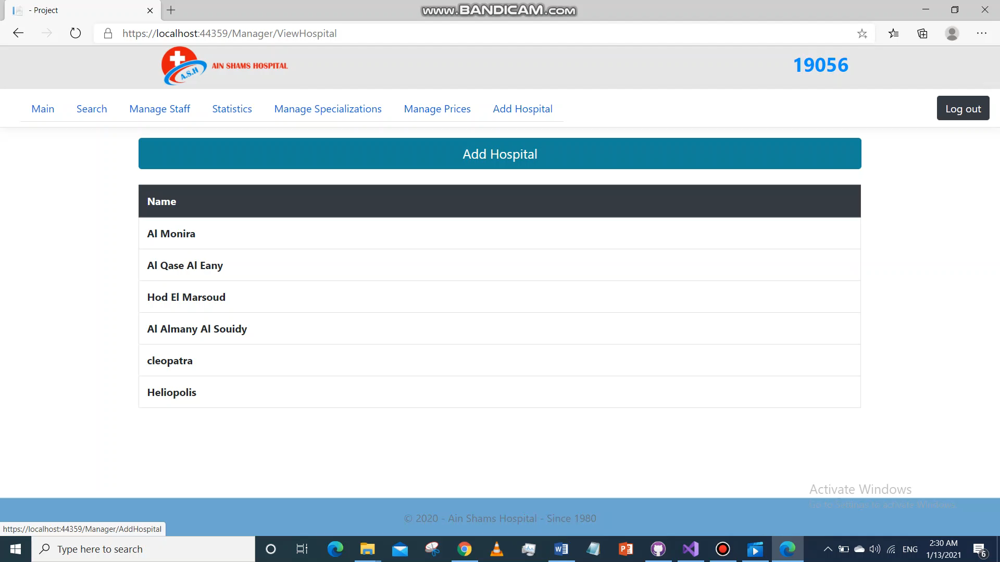 - Project
www.BANDICAM.com
https://localhost:44359/Manager/ViewHospital
A.S.H
AIN SHAMS HOSPITAL
19056
Main Search Manage Staff Statistics Manage Specializations Manage Prices Add Hospital Log out
Add Hospital
Name
Al Monira
Al Qase Al Eany
Hod El Marsoud
Al Almany Al Souidy
cleopatra
Heliopolis
Activate Windows
Go to Settings to activate Windows.
© 2020 - Ain Shams Hospital - Since 1980
https://localhost:44359/Manager/AddHospital
Type here to search
ENG
2:30 AM
1/13/2021
6